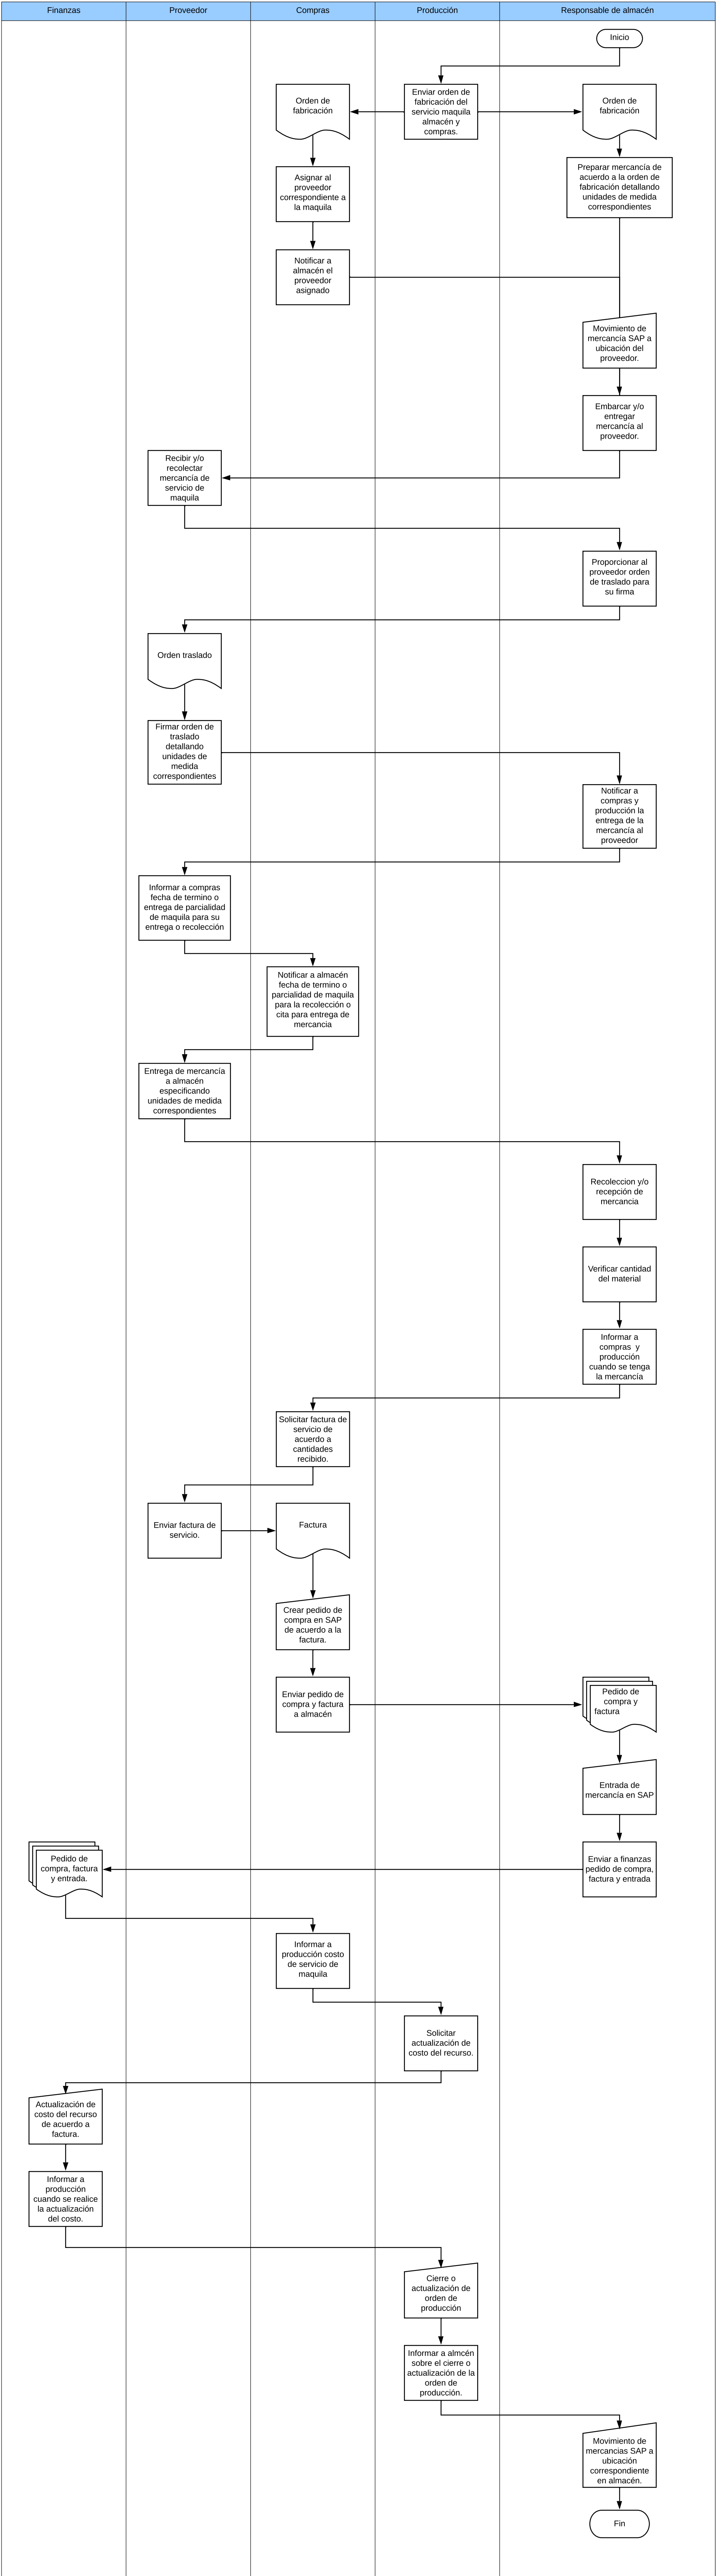 Finanzas
Proveedor
Compras
Producción
Responsable de almacén
Inicio
Orden de
fabricación
Enviar orden de
fabricación del
servicio maquila
almacén y
compras.
Orden de
fabricación
Asignar al
proveedor
correspondiente a
la maquila
Preparar mercancía de
acuerdo a la orden de
fabricación detallando
unidades de medida
correspondientes
Notificar a
almacén el
proveedor
asignado
Movimiento de
mercancía SAP a
ubicación del
proveedor.
Embarcar y/o
entregar
mercancía al
proveedor.
Recibir y/o
recolectar
mercancía de
servicio de
maquila
Proporcionar al
proveedor orden
de traslado para
su firma
Orden traslado
Firmar orden de
traslado
detallando
unidades de
medida
correspondientes
Notificar a
compras y
producción la
entrega de la
mercancía al
proveedor
Informar a compras
fecha de termino o
entrega de parcialidad
de maquila para su
entrega o recolección
Notificar a almacén
fecha de termino o
parcialidad de maquila
para la recolección o
cita para entrega de
mercancia
Entrega de mercancía
a almacén
especificando
unidades de medida
correspondientes
Recoleccion y/o
recepción de
mercancia
Verificar cantidad
del material
Informar a
compras y
producción
cuando se tenga
la mercancía
Solicitar factura de
servicio de
acuerdo a
cantidades
recibido.
Enviar factura de
servicio.
Factura
Crear pedido de
compra en SAP
de acuerdo a la
factura.
Enviar pedido de
compra y factura
a almacén
Pedido de
compra y
factura
Entrada de
mercancía en SAP
Enviar a finanzas
pedido de compra,
factura y entrada
Pedido de
compra, factura
y entrada.
Informar a
producción costo
de servicio de
maquila
Solicitar
actualización de
costo del recurso.
Actualización de
costo del recurso
de acuerdo a
factura.
Informar a
producción
cuando se realice
la actualización
del costo.
Cierre o
actualización de
orden de
producción
Informar a almcén
sobre el cierre o
actualización de la
orden de
producción.
Movimiento de
mercancias SAP a
ubicación
correspondiente
en almacén.
Fin